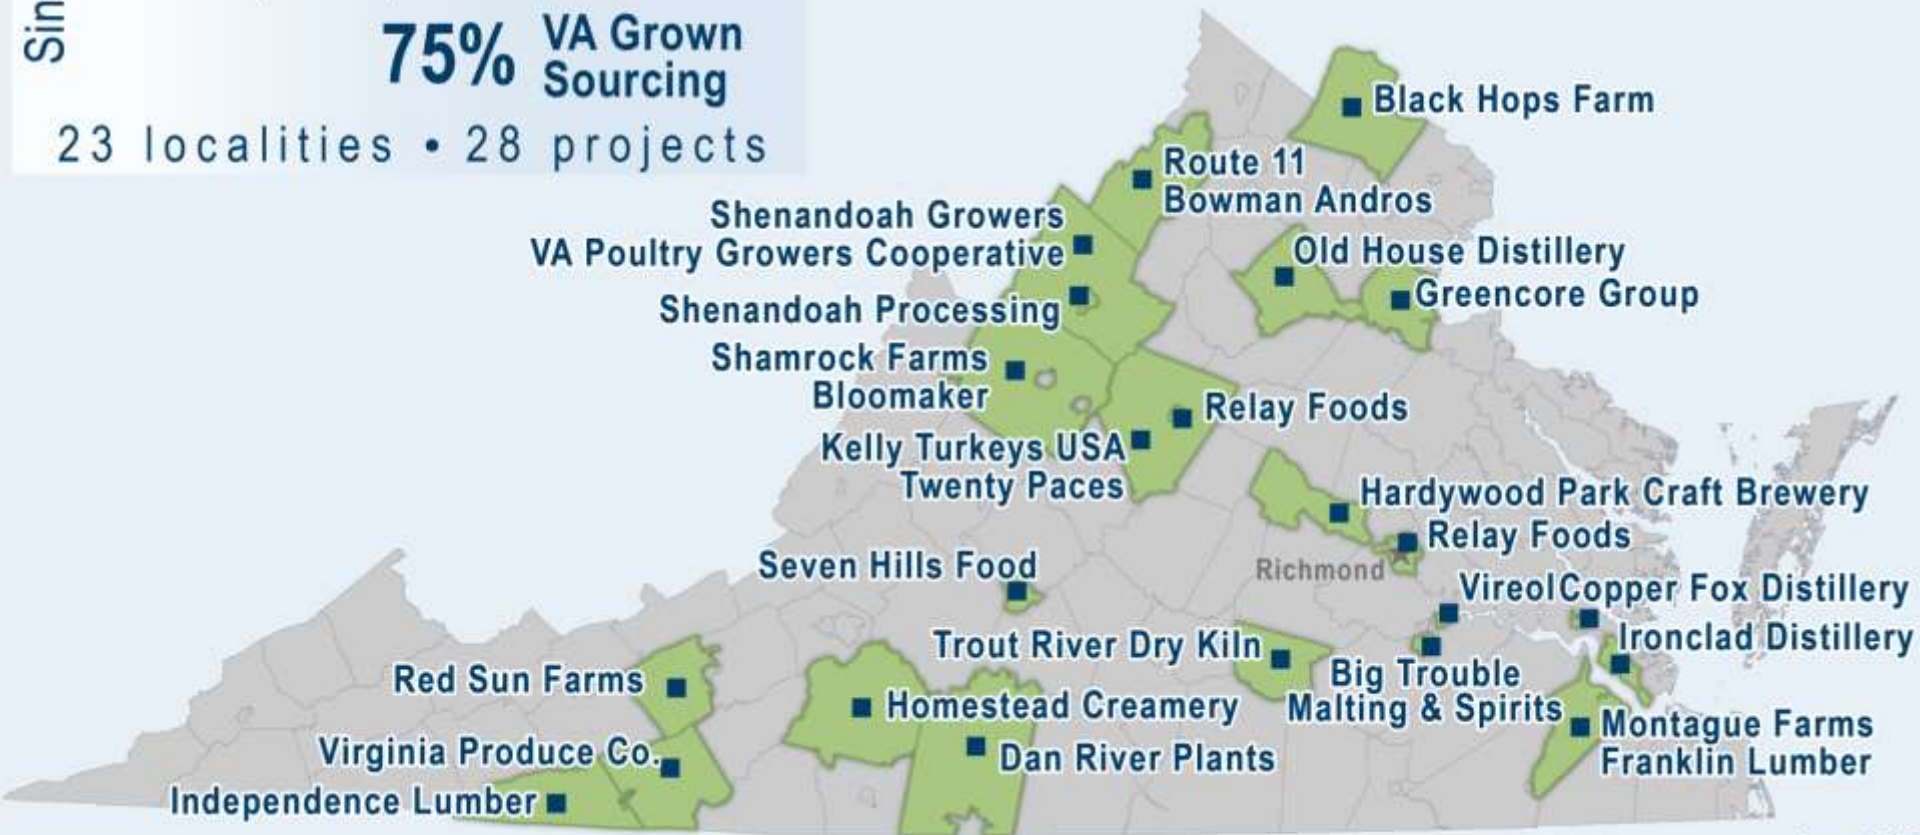 Sin
75% VA Grown
Sourcing
23 localities • 28 projects
Black Hops Farm
Route 11
Bowman Andros
Shenandoah Growers
VA Poultry Growers Cooperative
Old House Distillery
Greencore Group
Shenandoah Processing
Shamrock Farms
Bloomaker
Relay Foods
Kelly Turkeys USA
Twenty Paces
Hardywood Park Craft Brewery
Relay Foods
Richmond
Seven Hills Food
Vireol
Copper Fox Distillery
Trout River Dry Kiln
Ironclad Distillery
Big Trouble
Malting & Spirits
Red Sun Farms
Homestead Creamery
Montague Farms
Franklin Lumber
Virginia Produce Co.
Dan River Plants
Independence Lumber